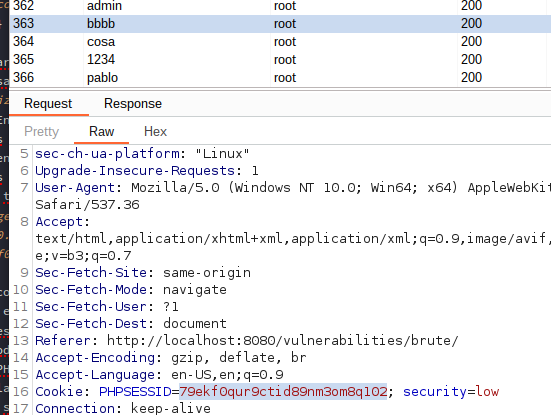 362 admin root 200
363 bbbb root 200
364 cosa root 200
365 1234 root 200
366 pablo root 200
Request Response
Pretty Raw Hex
5 sec-ch-ua-platform: "Linux"
6 Upgrade-Insecure-Requests: 1
7 User-Agent: Mozilla/5.0 (Windows NT 10.0; Win64; x64) AppleWebKit
Safari/537.36
8 Accept:
text/html,application/xhtml+xml,application/xml;q=0.9,image/avif,
e;v=b3;q=0.7
9 Sec-Fetch-Site: same-origin
10 Sec-Fetch-Mode: navigate
11 Sec-Fetch-User: ?1
12 Sec-Fetch-Dest: document
13 Referer: http://localhost:8080/vulnerabilities/brute/
14 Accept-Encoding: gzip, deflate, br
15 Accept-Language: en-US,en;q=0.9
16 Cookie: PHPSESSID=79ekf0qur9ctid89nm3om8q102; security=low
17 Connection: keep-alive